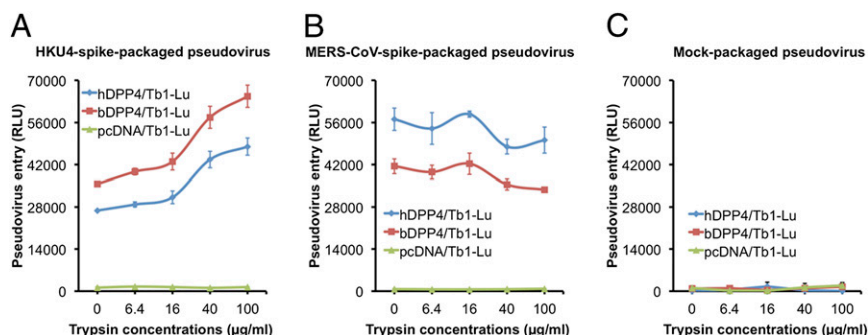 A
HKU4-spike-packaged pseudovirus
Pseudovirus entry (RLU)
70000
56000
42000
28000
14000
0
hDPP4/Tb1-Lu
bDPP4/Tb1-Lu
pcDNA/Tb1-Lu
0 6.4 16 40 100
Trypsin concentrations (µg/ml)
B
MERS-CoV-spike-packaged pseudovirus
Pseudovirus entry (RLU)
70000
56000
42000
28000
14000
0
hDPP4/Tb1-Lu
bDPP4/Tb1-Lu
pcDNA/Tb1-Lu
0 6.4 16 40 100
Trypsin concentrations (µg/ml)
C
Mock-packaged pseudovirus
Pseudovirus entry (RLU)
70000
56000
42000
28000
14000
0
hDPP4/Tb1-Lu
bDPP4/Tb1-Lu
pcDNA/Tb1-Lu
0 6.4 16 40 100
Trypsin concentrations (µg/ml)